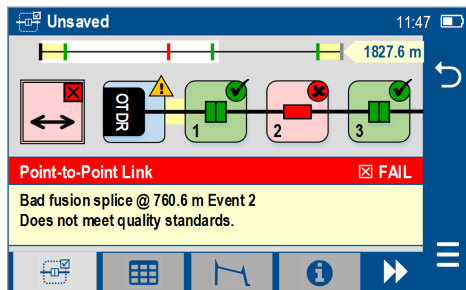 Unsaved
11:47
1827.6 m
OTDR
1
2
3
Point-to-Point Link
FAIL
Bad fusion splice @ 760.6 m Event 2
Does not meet quality standards.